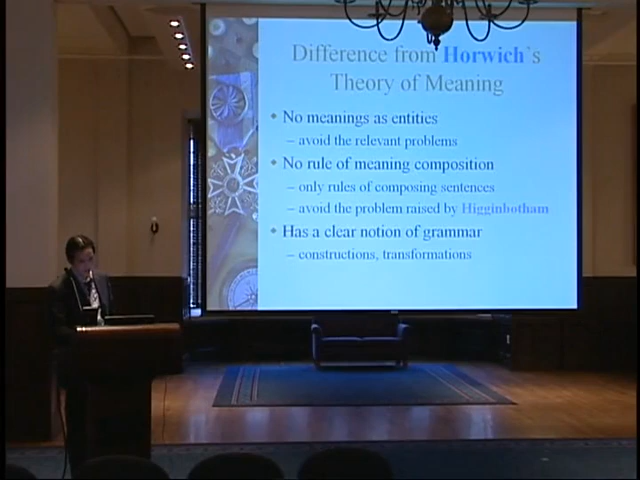 Difference from Horwich's
Theory of Meaning
No meanings as entities
– avoid the relevant problems
No rule of meaning composition
– only rules of composing sentences
– avoid the problem raised by Higginbotham
Has a clear notion of grammar
– constructions, transformations